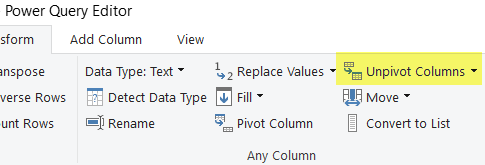 Power Query Editor
sform Add Column View
anspose Data Type: Text Replace Values Unpivot Columns
verse Rows Detect Data Type Fill Move
unt Rows Rename Pivot Column Convert to List
Any Column